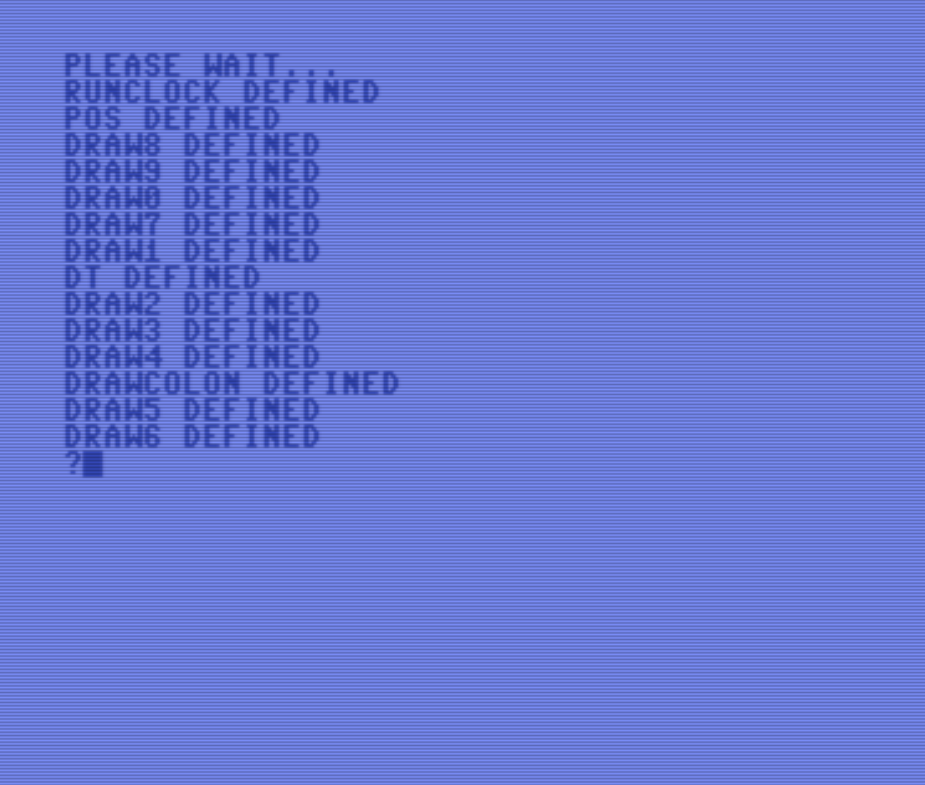 PLEASE WAIT...
RUNCLOCK DEFINED
POS DEFINED
DRAW8 DEFINED
DRAW9 DEFINED
DRAW0 DEFINED
DRAW7 DEFINED
DRAW1 DEFINED
DT DEFINED
DRAW2 DEFINED
DRAW3 DEFINED
DRAW4 DEFINED
DRAWCOLON DEFINED
DRAW5 DEFINED
DRAW6 DEFINED
?